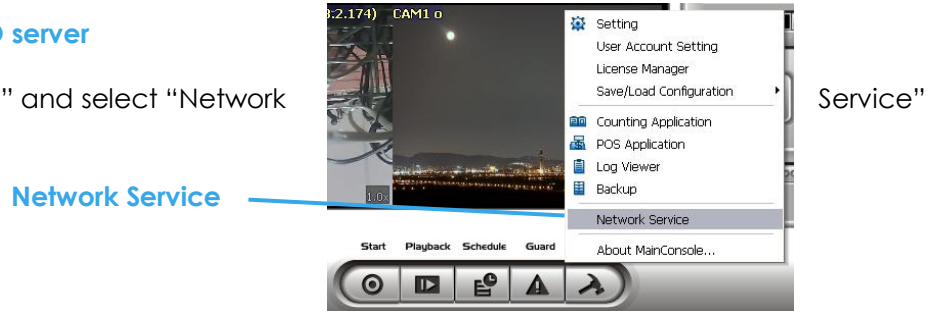 server
3:2.174) CAM1 o
Setting
User Account Setting
License Manager
Save/Load Configuration
” and select “Network Service”
Counting Application
POS Application
Log Viewer
Backup
1.0x
Network Service
Network Service
About MainConsole...
Start Playback Schedule Guard